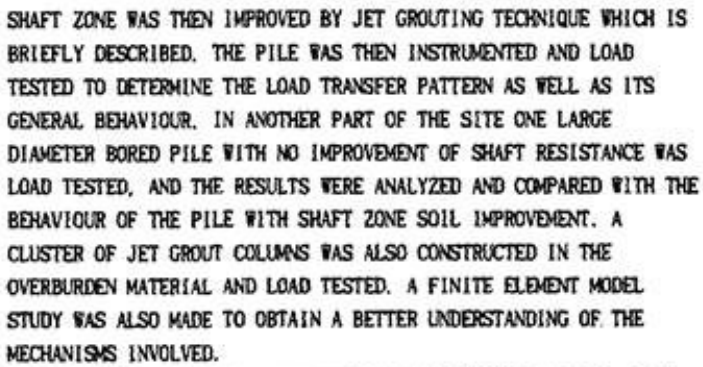 SHAFT ZONE WAS THEN IMPROVED BY JET GROUTING TECHNIQUE WHICH IS
BRIEFLY DESCRIBED. THE PILE WAS THEN INSTRUMENTED AND LOAD
TESTED TO DETERMINE THE LOAD TRANSFER PATTERN AS WELL AS ITS
GENERAL BEHAVIOUR. IN ANOTHER PART OF THE SITE ONE LARGE
DIAMETER BORED PILE WITH NO IMPROVEMENT OF SHAFT RESISTANCE WAS
LOAD TESTED, AND THE RESULTS WERE ANALYZED AND COMPARED WITH THE
BEHAVIOUR OF THE PILE WITH SHAFT ZONE SOIL IMPROVEMENT. A
CLUSTER OF JET GROUT COLUMNS WAS ALSO CONSTRUCTED IN THE
OVERBURDEN MATERIAL AND LOAD TESTED. A FINITE ELEMENT MODEL
STUDY WAS ALSO MADE TO OBTAIN A BETTER UNDERSTANDING OF THE
MECHANISMS INVOLVED.